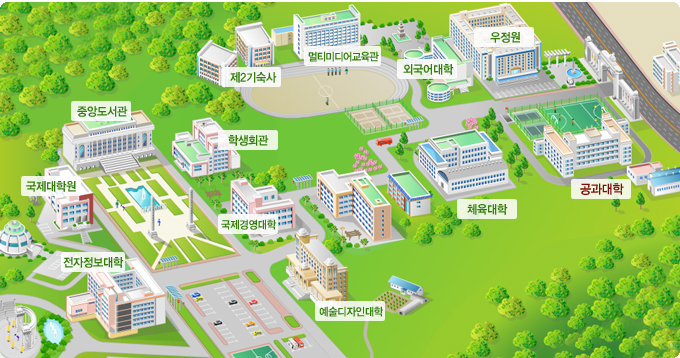 우정원
멀티미디어교육관
외국어대학
제2기숙사
중앙도서관
학생회관
국제대학원
공과대학
체육대학
국제경영대학
전자정보대학
예술디자인대학